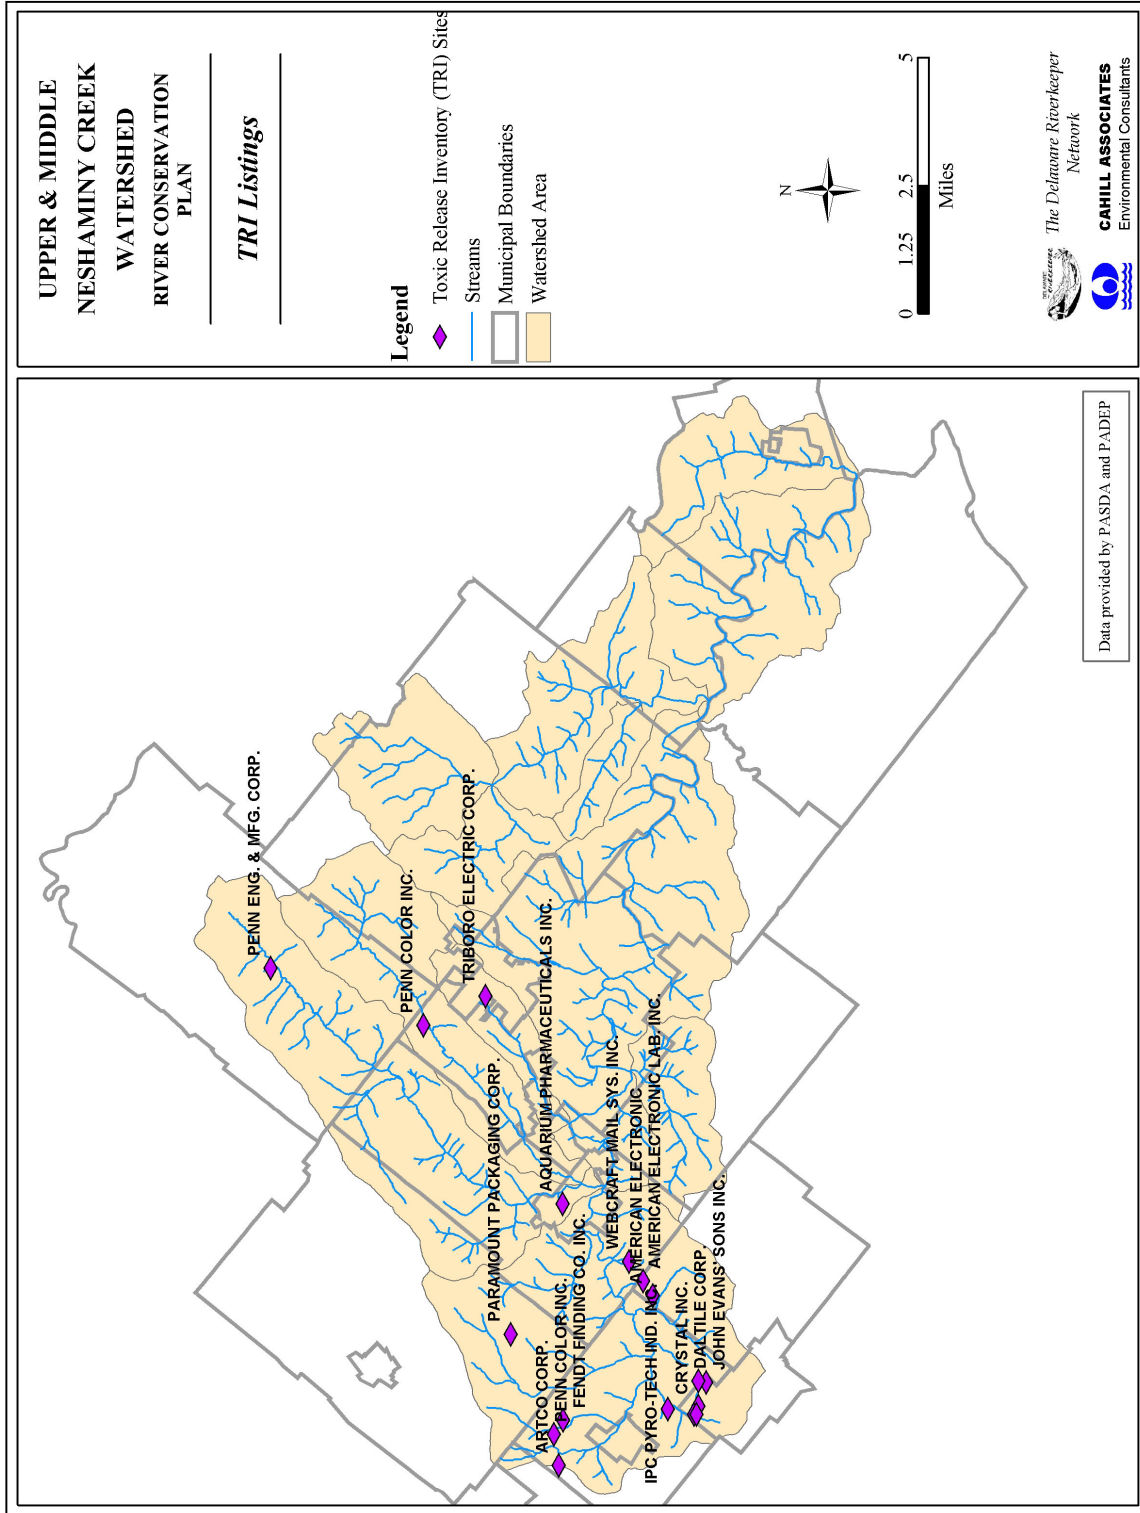 UPPER & MIDDLE
NESHAMINY CREEK
WATERSHED
RIVER CONSERVATION
PLAN
TRI Listings
Legend
Toxic Release Inventory (TRI) Sites
Streams
Municipal Boundaries
Watershed Area
N
0 1.25 2.5 5
Miles
The Delaware Riverkeeper
Network
CAHILL ASSOCIATES
Environmental Consultants
PENN ENG. & MFG. CORP.
PENN COLOR INC.
TRIBORO ELECTRIC CORP.
PARAMOUNT PACKAGING CORP.
AQUARIUM PHARMACEUTICALS INC.
WEBCRAFT MAIL SYS. INC.
AMERICAN ELECTRONIC
AMERICAN ELECTRONIC LAB. INC.
ARTCO CORP.
PENN COLOR INC.
FENDT FINDING CO. INC.
IPC PYRO-TECH IND. INC.
CRYSTAL INC.
DALTILE CORP.
JOHN EVANS' SONS INC.
Data provided by PASDA and PADEP